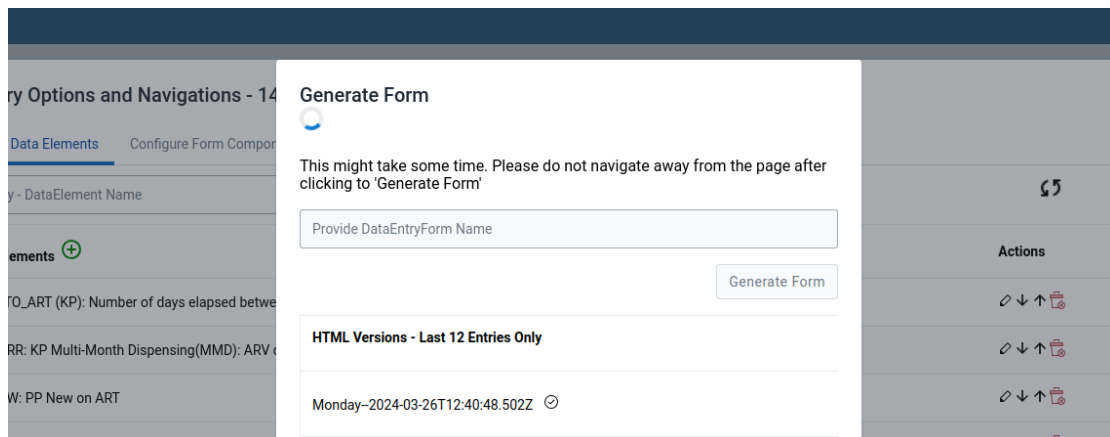 ry Options and Navigations - 14
Data Elements
Configure Form Compor
y - DataElement Name
ements
Actions
TO_ART (KP): Number of days elapsed betwe
RR: KP Multi-Month Dispensing(MMD): ARV
W: PP New on ART
Generate Form
This might take some time. Please do not navigate away from the page after
clicking to 'Generate Form'
Provide DataEntryForm Name
Generate Form
HTML Versions - Last 12 Entries Only
Monday--2024-03-26T12:40:48.502Z